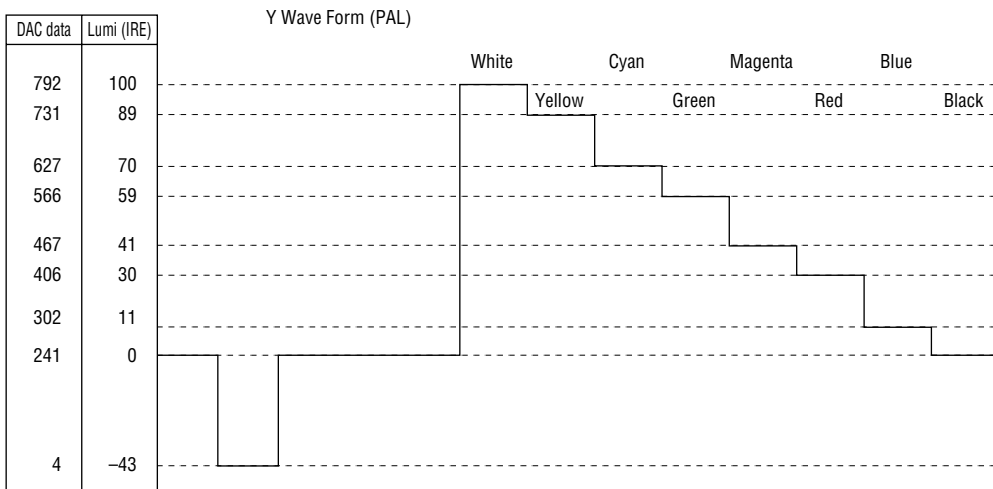 Y Wave Form (PAL)
DAC data Lumi (IRE)
White Cyan Magenta Blue
792 100
Yellow Green Red Black
731 89
627 70
566 59
467 41
406 30
302 11
241 0
4 –43